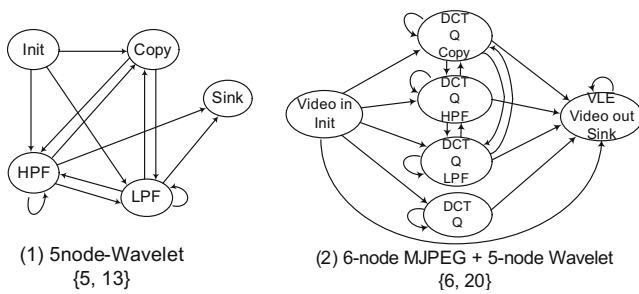 Init
Copy
Sink
HPF
LPF
(1) 5node-Wavelet
{5, 13}
DCT
Q
Copy
DCT
Q
HPF
Video in
Init
DCT
Q
LPF
VLE
Video out
Sink
DCT
Q
(2) 6-node MJPEG + 5-node Wavelet
{6, 20}